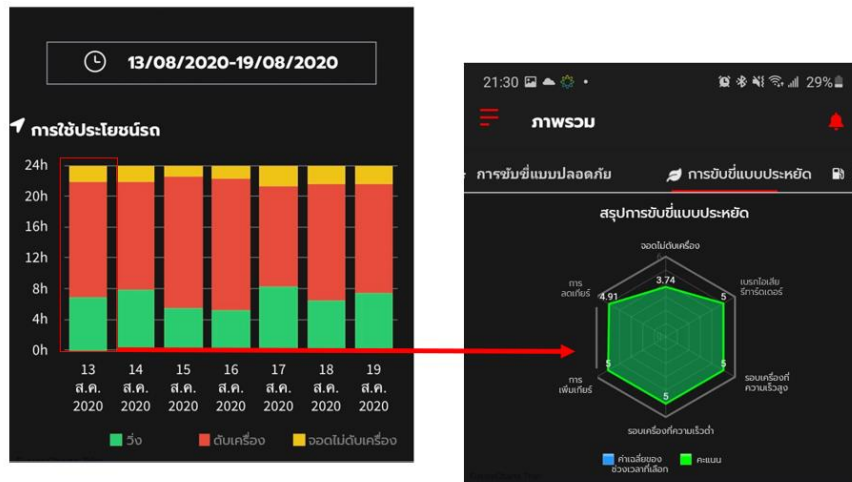 13/08/2020-19/08/2020
การใช้ประโยชน์รถ
24h
20h
16h
12h
8h
4h
0h
13 ส.ค. 2020
14 ส.ค. 2020
15 ส.ค. 2020
16 ส.ค. 2020
17 ส.ค. 2020
18 ส.ค. 2020
19 ส.ค. 2020
วิ่ง
ดับเครื่อง
จอดไม่ดับเครื่อง
21:30
29%
ภาพรวม
การขับขี่แบบปลอดภัย
การขับขี่แบบประหยัด
สรุปการขับขี่แบบประหยัด
จอดไม่ดับเครื่อง
3.74
การ
ลดเกียร์
4.91
เบรกไอเสีย
รีทาร์ดเดอร์
5
การ
เพิ่มเกียร์
5
รอบเครื่องที่
ความเร็วสูง
5
5
รอบเครื่องที่ความเร็วต่ำ
ค่าเฉลี่ยของ
ช่วงเวลาที่เลือก
คะแนน